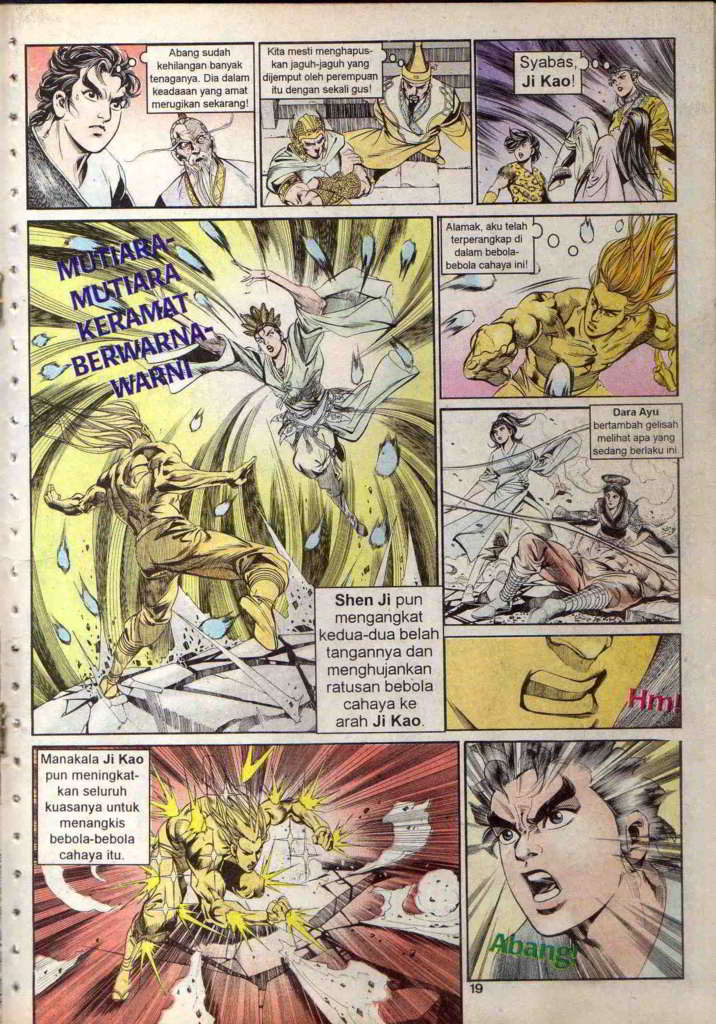 Abang sudah
kehilangan banyak
tenaganya. Dia dalam
keadaaan yang amat
merugikan sekarang!
Kita mesti menghapus-
kan jaguh-jaguh yang
dijemput oleh perempuan
itu dengan sekali gus!
Syabas,
Ji Kao!
MUTIARA-
MUTIARA
KERAMAT
BERWARNA-
WARNI
Alamak, aku telah
terperangkap di
dalam bebola-
bebola cahaya ini!
Dara Ayu
bertambah gelisah
melihat apa yang
sedang berlaku ini.
Shen Ji pun
mengangkat
kedua-dua belah
tangannya dan
menghujankan
ratusan bebola
cahaya ke
arah Ji Kao.
Hm!
Manakala Ji Kao
pun meningkat-
kan seluruh
kuasanya untuk
menangkis
bebola-bebola
cahaya itu.
Abang!
19